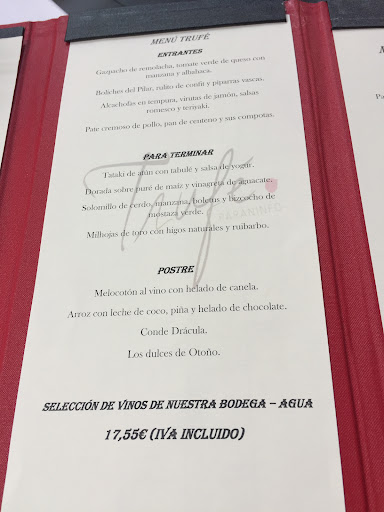 MENÚ TRUFÉ
ENTRANTES
Gazpacho de remolacha, tomate verde de queso con
manzana y albahaca.
Boliches del Pilar, rulito de confit y piparras vascas.
Alcachofas en tempura, virutas de jamón, salsas
romesco y teriyaki.
Pate cremoso de pollo, pan de centeno y sus compotas.
PARA TERMINAR
Tataki de atún con tabulé y salsa de yogur.
Dorada sobre puré de maíz y vinagreta de aguacate.
Solomillo de cerdo, manzana, boletus y bizcocho de
mostaza verde.
Milhojas de toro con higos naturales y ruibarbo.
Trufé
PARANINFO
POSTRE
Melocotón al vino con helado de canela.
Arroz con leche de coco, piña y helado de chocolate.
Conde Drácula.
Los dulces de Otoño.
SELECCIÓN DE VINOS DE NUESTRA BODEGA – AGUA
17,55€ (IVA INCLUIDO)